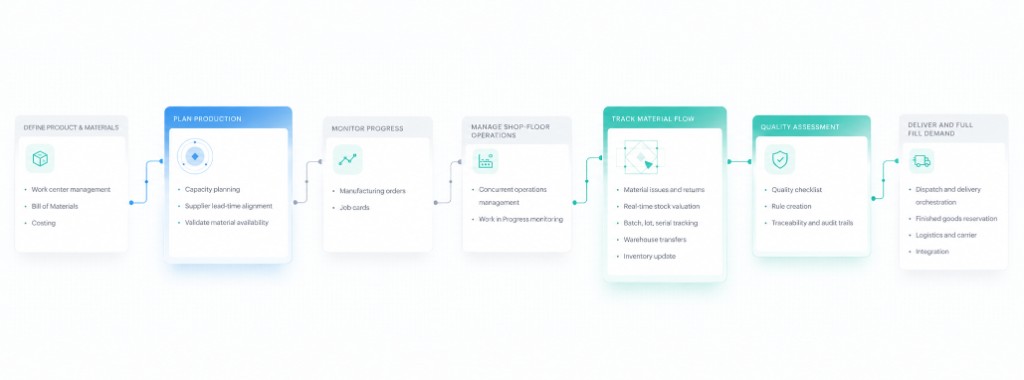 DEFINE PRODUCT & MATERIALS
Work center management
Bill of Materials
Costing
PLAN PRODUCTION
Capacity planning
Supplier lead-time alignment
Validate material availability
MONITOR PROGRESS
Manufacturing orders
Job cards
MANAGE SHOP-FLOOR
OPERATIONS
Concurrent operations
management
Work in Progress monitoring
TRACK MATERIAL FLOW
Material issues and returns
Real-time stock valuation
Batch, lot, serial tracking
Warehouse transfers
Inventory update
QUALITY ASSESSMENT
Quality checklist
Rule creation
Traceability and audit trails
DELIVER AND FULL
FILL DEMAND
Dispatch and delivery
orchestration
Finished goods reservation
Logistics and carrier
Integration